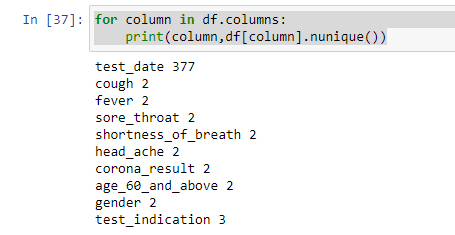 In [37]: for column in df.columns:
    print(column,df[column].nunique())
test_date 377
cough 2
fever 2
sore_throat 2
shortness_of_breath 2
head_ache 2
corona_result 2
age_60_and_above 2
gender 2
test_indication 3